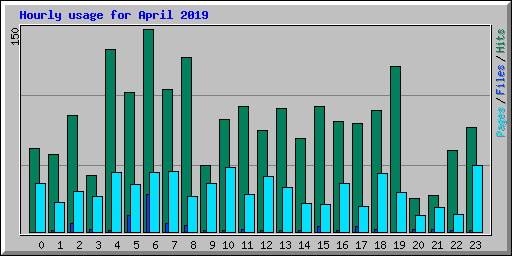 Hourly usage for April 2019
150
Pages/Files/Hits
0 1 2 3 4 5 6 7 8 9 10 11 12 13 14 15 16 17 18 19 20 21 22 23